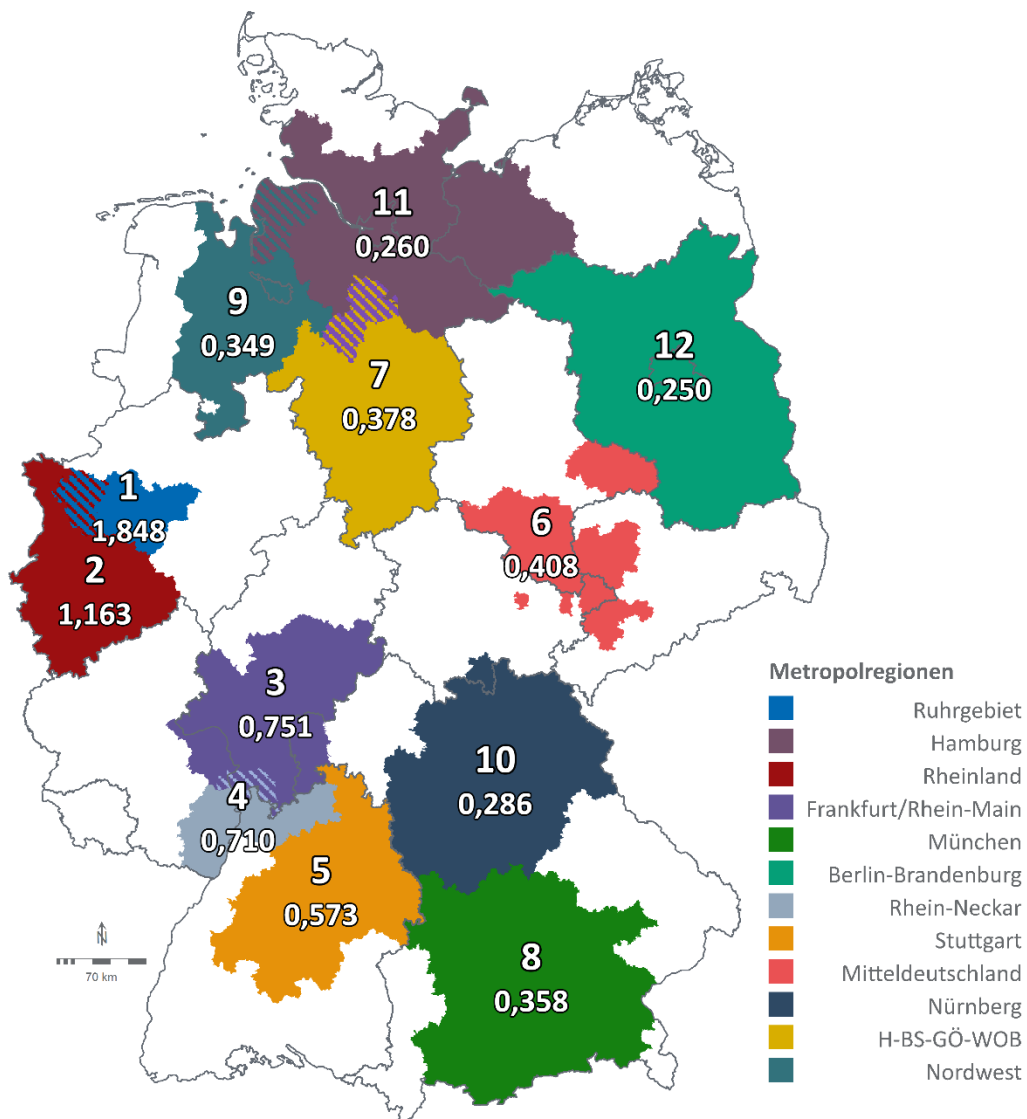 11
0,260
9
0,349
12
0,250
7
0,378
1
1,848
6
0,408
2
1,163
3
0,751
10
0,286
4
0,710
5
0,573
8
0,358
N
70 km
Metropolregionen
Ruhrgebiet
Hamburg
Rheinland
Frankfurt/Rhein-Main
München
Berlin-Brandenburg
Rhein-Neckar
Stuttgart
Mitteldeutschland
Nürnberg
H-BS-GÖ-WOB
Nordwest